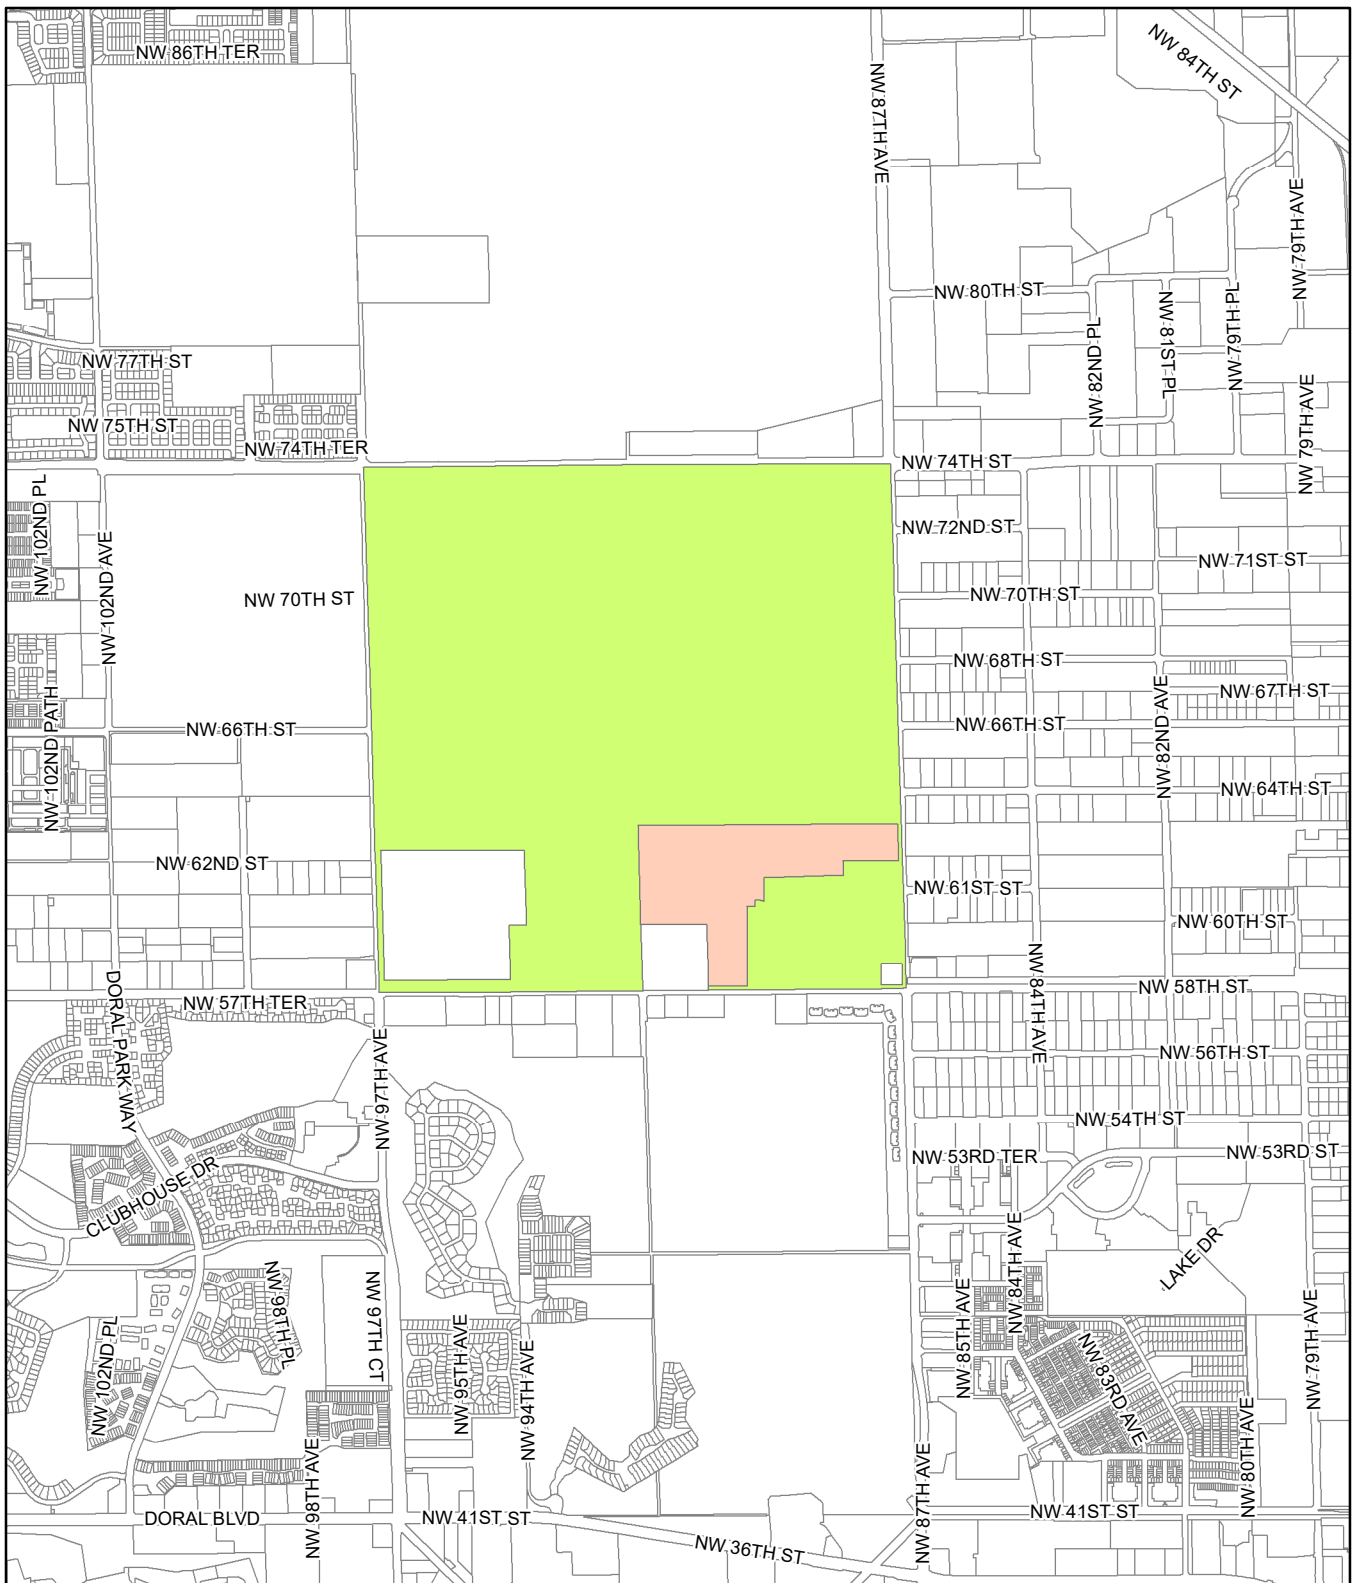 NW 86TH TER
NW 84TH ST
NW 87TH AVE
NW 79TH AVE
NW 80TH ST
NW 82ND PL
NW 81ST PL
NW 79TH PL
NW 77TH ST
NW 75TH ST
NW 74TH TER
NW 79TH AVE
NW 74TH ST
NW 102ND PL
NW 102ND AVE
NW 72ND ST
NW 71ST ST
NW 70TH ST
NW 70TH ST
NW 68TH ST
NW 67TH ST
NW 102ND PATH
NW 66TH ST
NW 66TH ST
NW 82ND AVE
NW 64TH ST
NW 62ND ST
NW 61ST ST
NW 60TH ST
NW 84TH AVE
NW 58TH ST
NW 57TH TER
DORAL PARK WAY
NW 97TH AVE
NW 56TH ST
NW 54TH ST
NW 53RD TER
NW 53RD ST
CLUBHOUSE DR
LAKE DR
NW 84TH AVE
NW 98TH PL
NW 97TH CT
NW 85TH AVE
NW 79TH AVE
NW 102ND PL
NW 95TH AVE
NW 94TH AVE
NW 83RD AVE
NW 80TH AVE
NW 98TH AVE
NW 87TH AVE
DORAL BLVD
NW 41ST ST
NW 41ST ST
NW 36TH ST